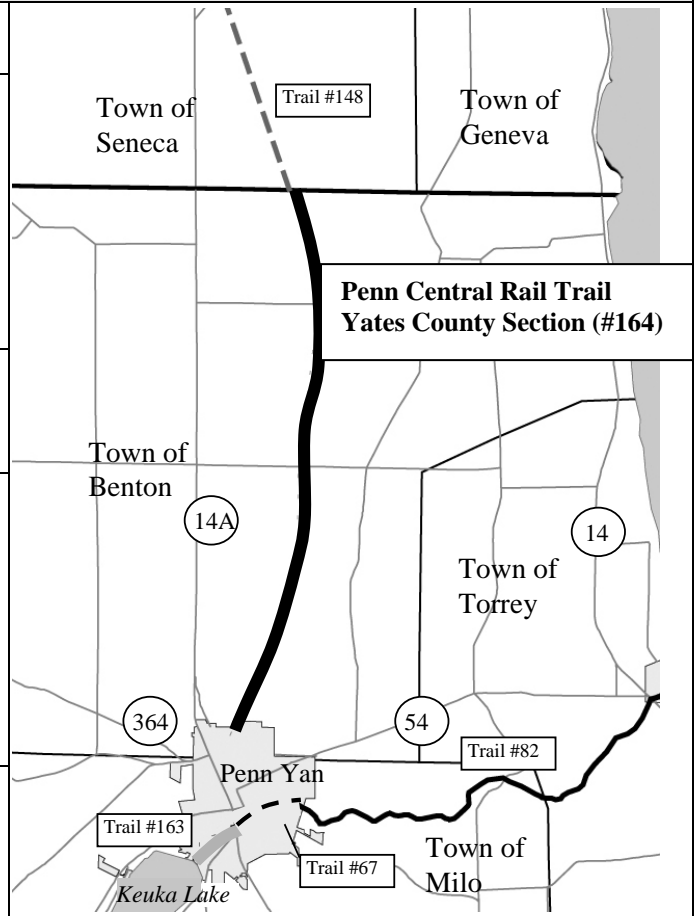 Trail #148
Town of
Seneca
Town of
Geneva
Penn Central Rail Trail
Yates County Section (#164)
Town of
Benton
14A
14
Town of
Torrey
364
54
Trail #82
Penn Yan
Trail #163
Town of
Milo
Trail #67
Keuka Lake